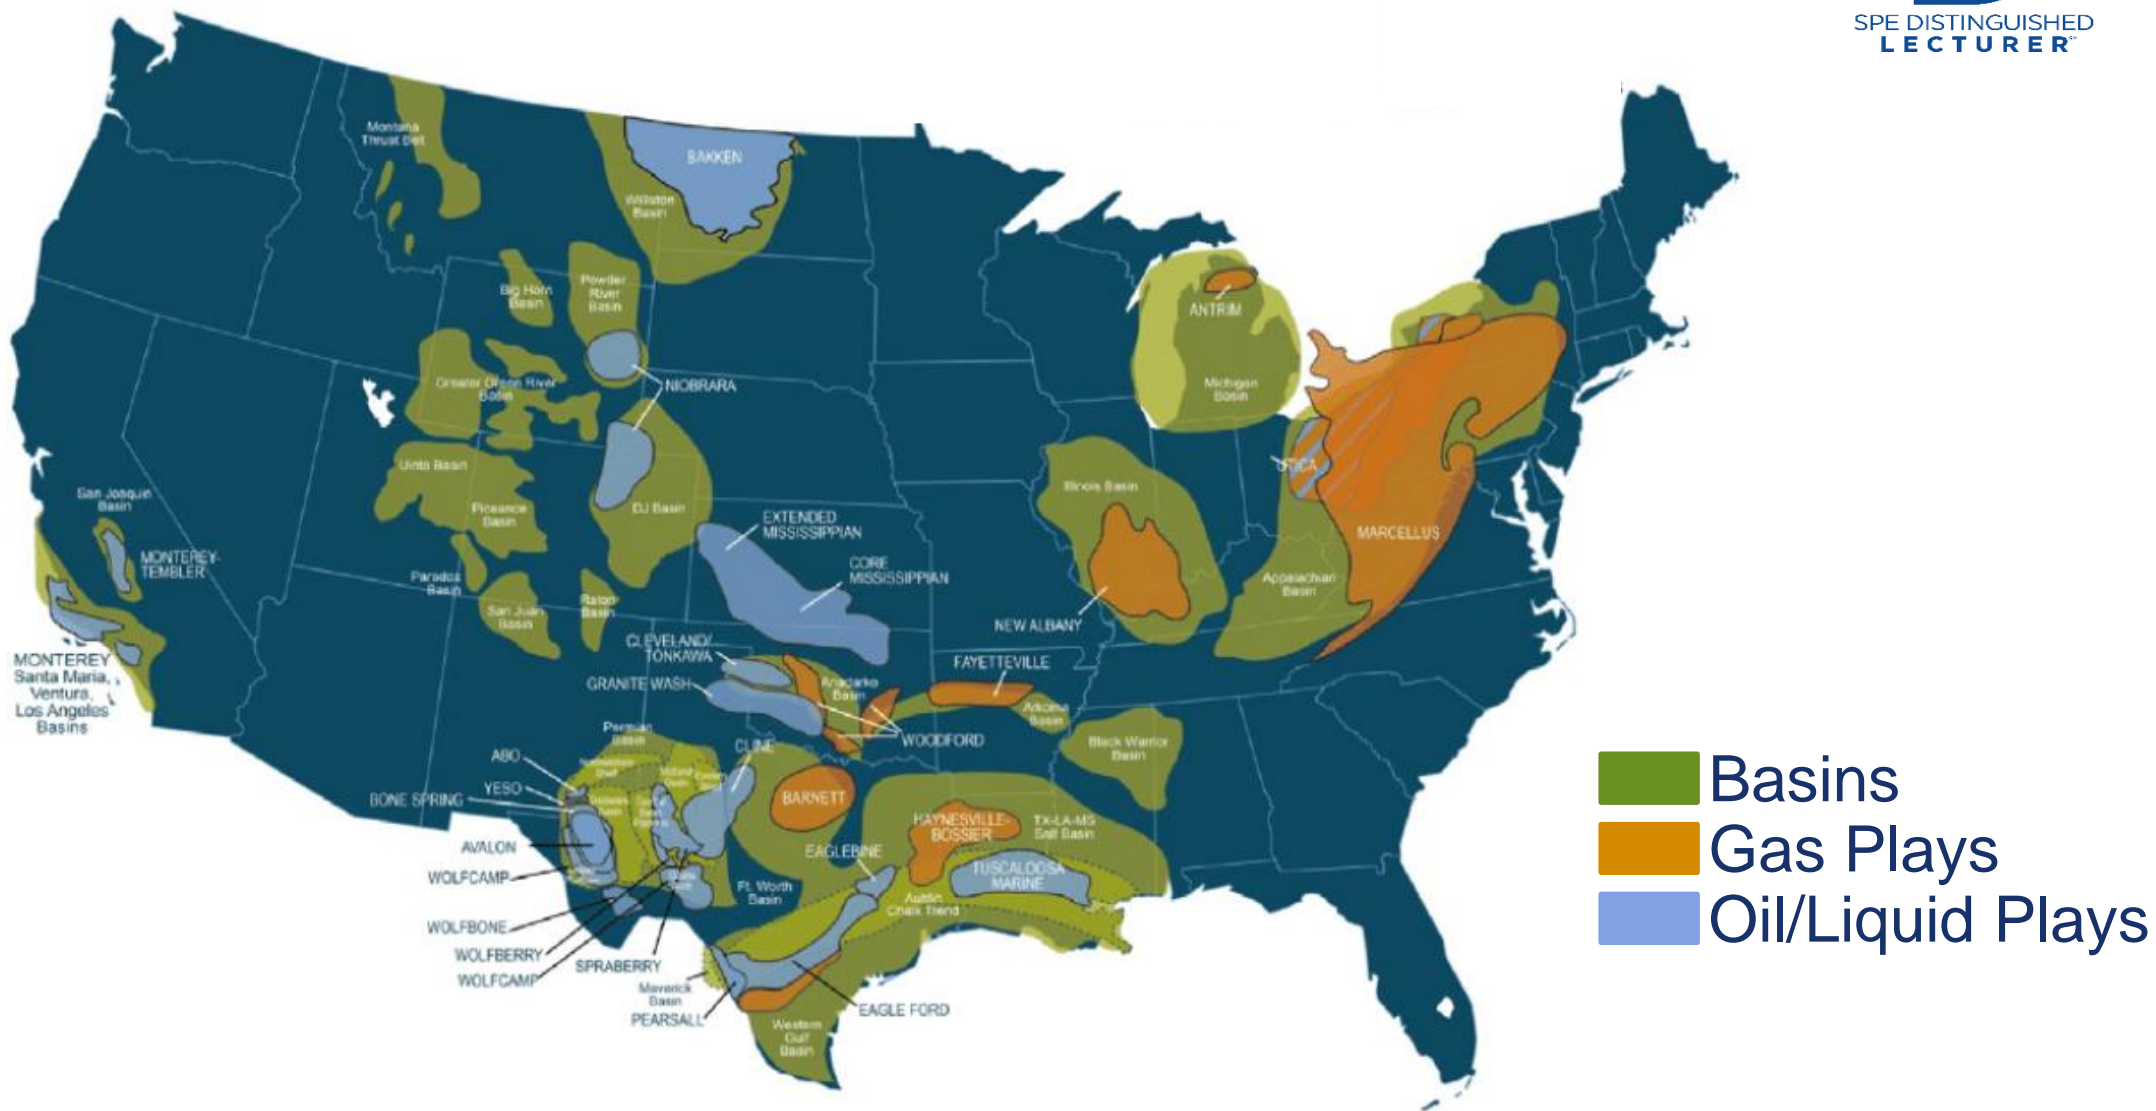 SPE DISTINGUISHED
LECTURER
Montana
Thrust Belt
BAKKEN
Williston
Basin
Big Horn
Basin
Powder
River
Basin
ANTRIM
Michigan
Basin
NIOBRARA
Greater Green River
Basin
Uinta Basin
Piceance
Basin
DJ Basin
San Joaquin
Basin
MONTEREY-
TEMBLER
EXTENDED
MISSISSIPPIAN
CORE
MISSISSIPPIAN
Illinois Basin
UTICA
MARCELLUS
Appalachian
Basin
Paradox
Basin
San Juan
Basin
Raton
Basin
NEW ALBANY
CLEVELAND/
TONKAWA
GRANITE WASH
Anadarko
Basin
FAYETTEVILLE
Arkoma
Basin
WOODFORD
Black Warrior
Basin
MONTEREY
Santa Maria,
Ventura,
Los Angeles
Basins
Permian
Basin
CLINE
ABO
YESO
BONE SPRING
Midland
Basin
BARNETT
HAYNESVILLE-
BOSSIER
TX-LA-MS
Salt Basin
AVALON
WOLFCAMP
EAGLEBINE
TUSCALOOSA
MARINE
Ft. Worth
Basin
Austin
Chalk Trend
WOLFBONE
WOLFBERRY
WOLFCAMP
SPRABERRY
Maverick
Basin
PEARSALL
EAGLE FORD
Western
Gulf
Basin
Basins
Gas Plays
Oil/Liquid Plays